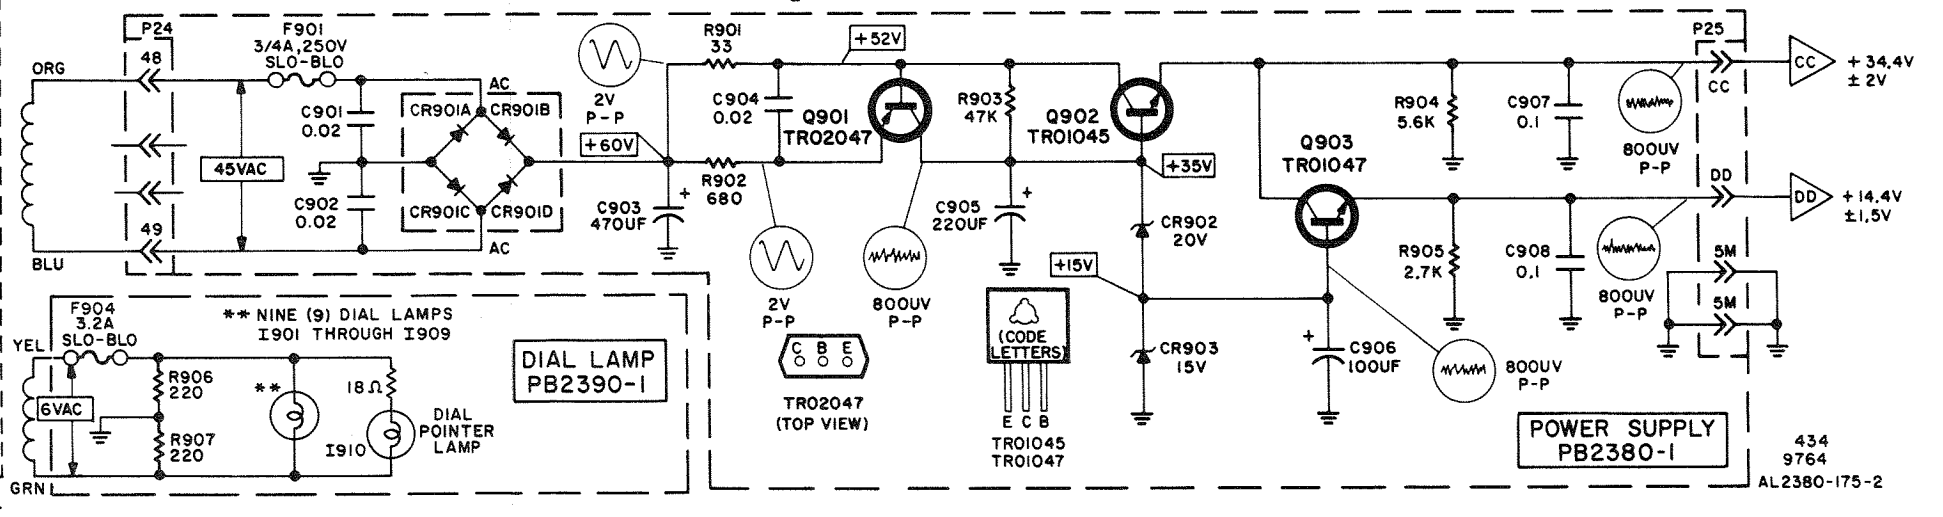 P24
48
ORG
F901
3/4A,250V
SLO-BLO
C901
0.02
AC
CR901A
CR901B
45VAC
C902
0.02
CR901C
CR901D
49
BLU
AC
2V
P-P
+60V
R901
33
+52V
C904
0.02
Q901
TR02047
R902
680
C903
470UF
+
2V
P-P
800UV
P-P
R903
47K
Q902
TR01045
+35V
C905
220UF
+
CR902
20V
+15V
CR903
15V
Q903
TR01047
C906
100UF
+
800UV
P-P
R904
5.6K
C907
0.1
800UV
P-P
P25
CC
CC
+34.4V
±2V
R905
2.7K
C908
0.1
800UV
P-P
DD
DD
+14.4V
±1.5V
5M
5M
F904
3.2A
SLO-BLO
** NINE (9) DIAL LAMPS
I901 THROUGH I909
YEL
6VAC
GRN
R906
220
R907
220
**
18Ω
I910
DIAL
POINTER
LAMP
DIAL LAMP
PB2390-1
C B E
TR02047
(TOP VIEW)
(CODE
LETTERS)
E C B
TR01045
TR01047
POWER SUPPLY
PB2380-1
434
9764
AL2380-175-2